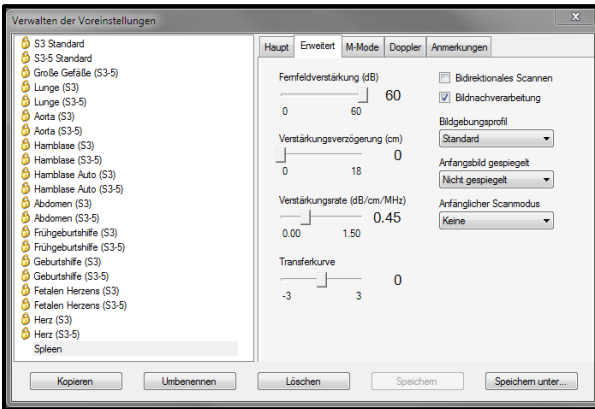 Verwalten der Voreinstellungen
S3 Standard
S3-5 Standard
Große Gefäße (S3-5)
Lunge (S3)
Lunge (S3-5)
Aorta (S3)
Aorta (S3-5)
Harnblase (S3)
Harnblase (S3-5)
Harnblase Auto (S3)
Harnblase Auto (S3-5)
Abdomen (S3)
Abdomen (S3-5)
Frühgeburtshilfe (S3)
Frühgeburtshilfe (S3-5)
Geburtshilfe (S3)
Geburtshilfe (S3-5)
Fetalen Herzens (S3)
Fetalen Herzens (S3-5)
Herz (S3)
Herz (S3-5)
Spleen
Haupt Erweitert M-Mode Doppler Anmerkungen
Fernfeldverstärkung (dB)
60
0 60
Verstärkungsverzögerung (cm)
0
0 18
Verstärkungsrate (dB/cm/MHz)
0.45
0.00 1.50
Transferkurve
0
-3 3
Bidirektionales Scannen
Bildnachverarbeitung
Bildgebungsprofil
Standard
Anfangsbild gespiegelt
Nicht gespiegelt
Anfänglicher Scanmodus
Keine
Kopieren Umbenennen Löschen Speichern Speichern unter...